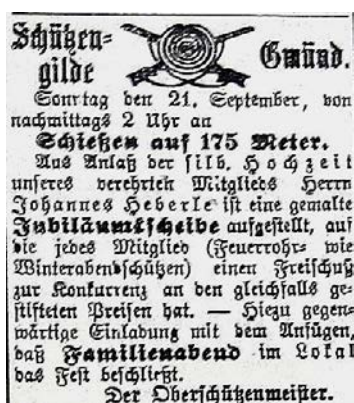 Schützen-
gilde Gmünd.
Sonntag den 21. September, von
nachmittags 2 Uhr an
Schießen auf 175 Meter.
Aus Anlaß der silb. Hochzeit
unseres verehrten Mitglieds Herrn
Johannes Heberle ist eine gemalte
Jubiläumsscheibe aufgestellt, auf
die jedes Mitglied (Feuerrohr- wie
Winterabendschützen) einen Freischuß
zur Konkurrenz an den gleichfalls ge-
stifteten Preisen hat. — Hiezu gegen-
wärtige Einladung mit dem Anfügen,
daß Familienabend im Lokal
das Fest beschließt.
Der Oberschützenmeister.